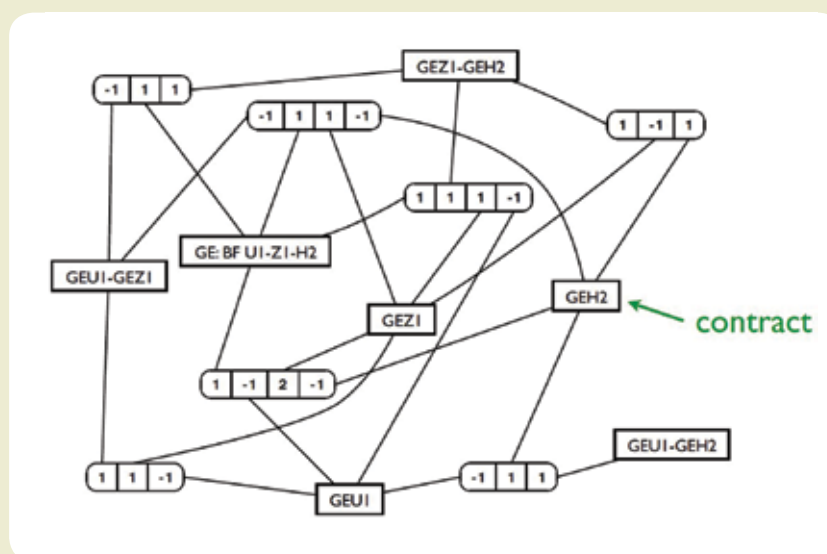 GEZ1-GEH2
-1 1 1
-1 1 1 -1
1 -1 1
1 1 1 -1
GE: BF U1-Z1-H2
GEU1-GEZ1
GEH2
GEZ1
contract
1 -1 2 -1
GEU1-GEH2
1 1 -1
-1 1 1
GEU1